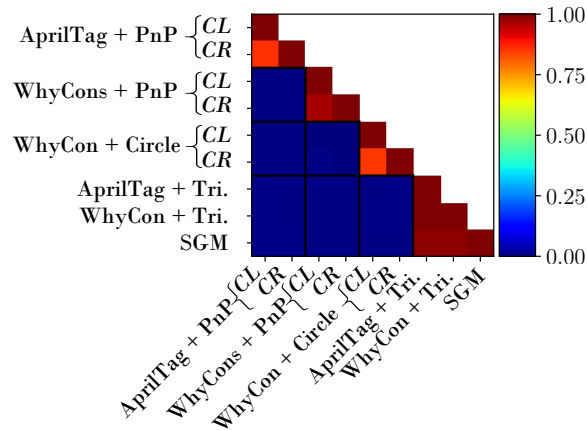 AprilTag + PnP { CL
CR
WhyCons + PnP { CL
CR
WhyCon + Circle { CL
CR
AprilTag + Tri.
WhyCon + Tri.
SGM
1.00
0.75
0.50
0.25
0.00
AprilTag + PnP { CL
CR
WhyCons + PnP { CL
CR
WhyCon + Circle { CL
CR
AprilTag + Tri.
WhyCon + Tri.
SGM